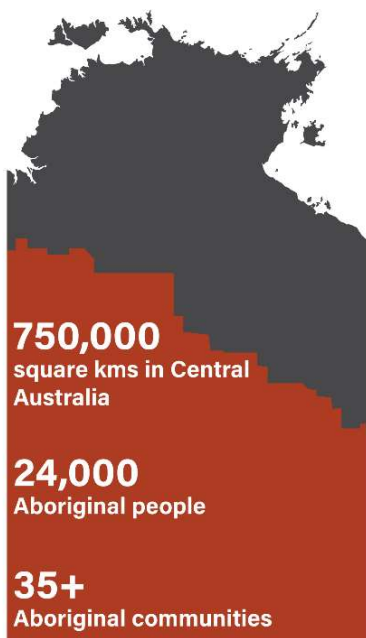 750,000
square kms in Central
Australia
24,000
Aboriginal people
35+
Aboriginal communities